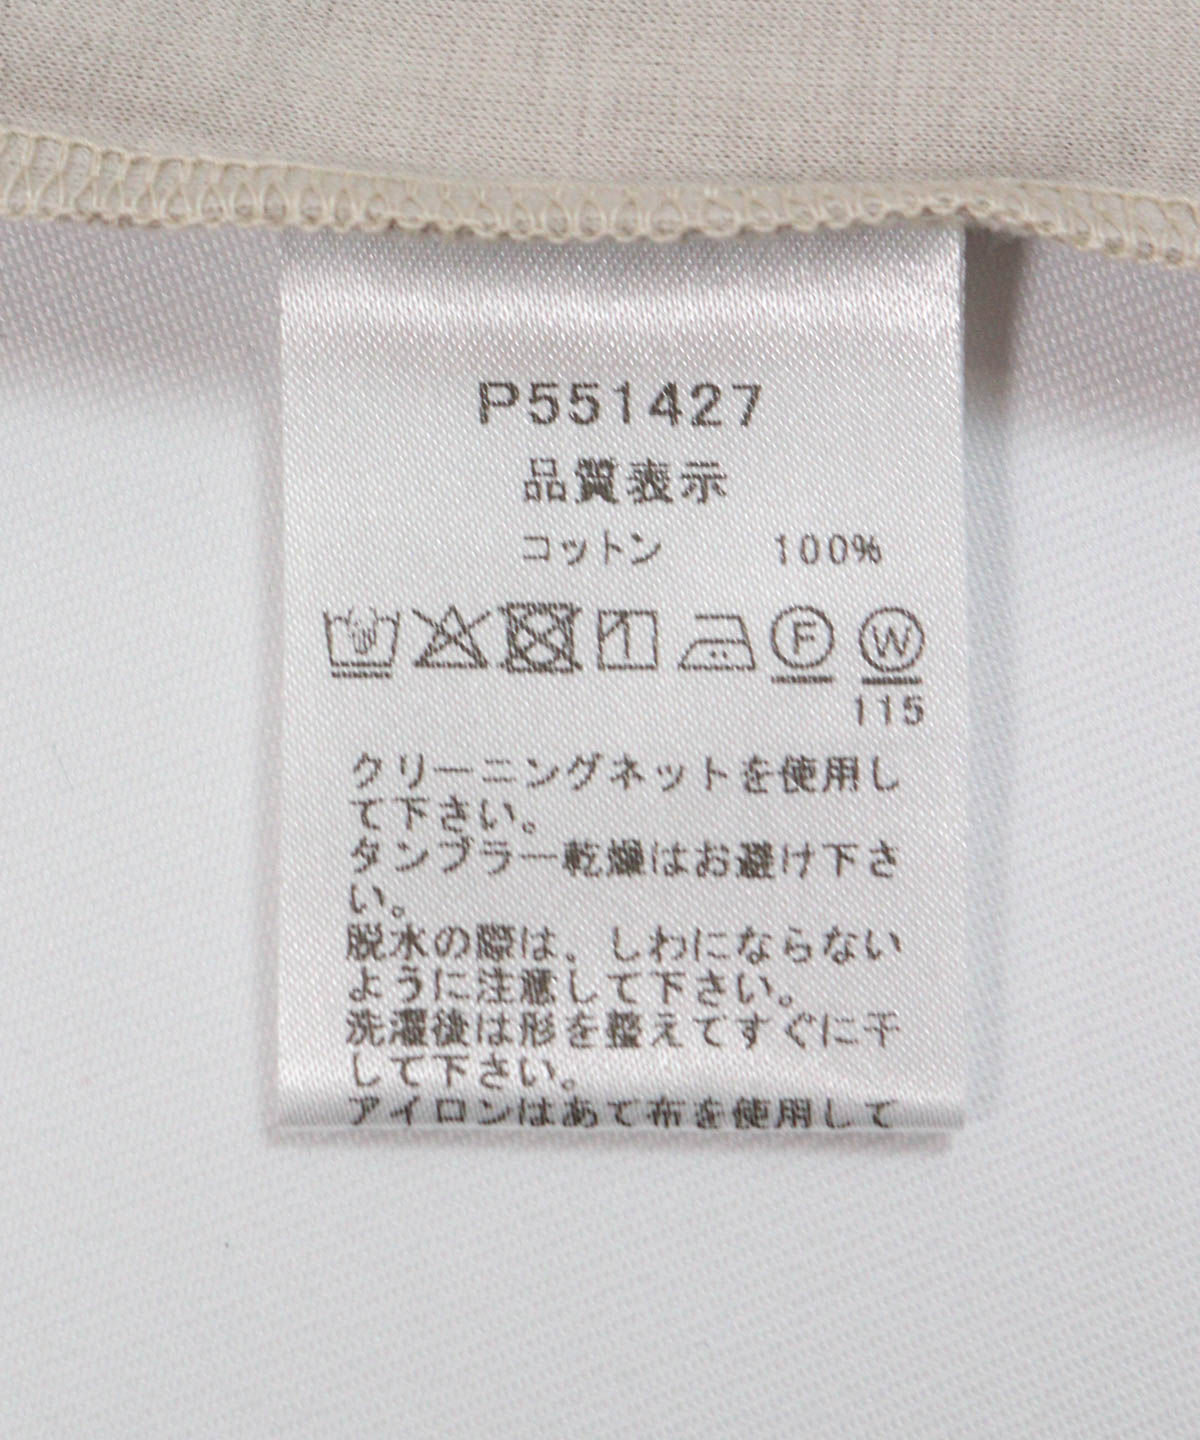 P551427
品質表示
コットン 100%
F W
115
クリーニングネットを使用し
て下さい。
タンブラー乾燥はお避け下さ
い。
脱水の際は、しわにならない
ように注意して下さい。
洗濯後は形を整えてすぐに干
して下さい。
アイロンはあて布を使用して